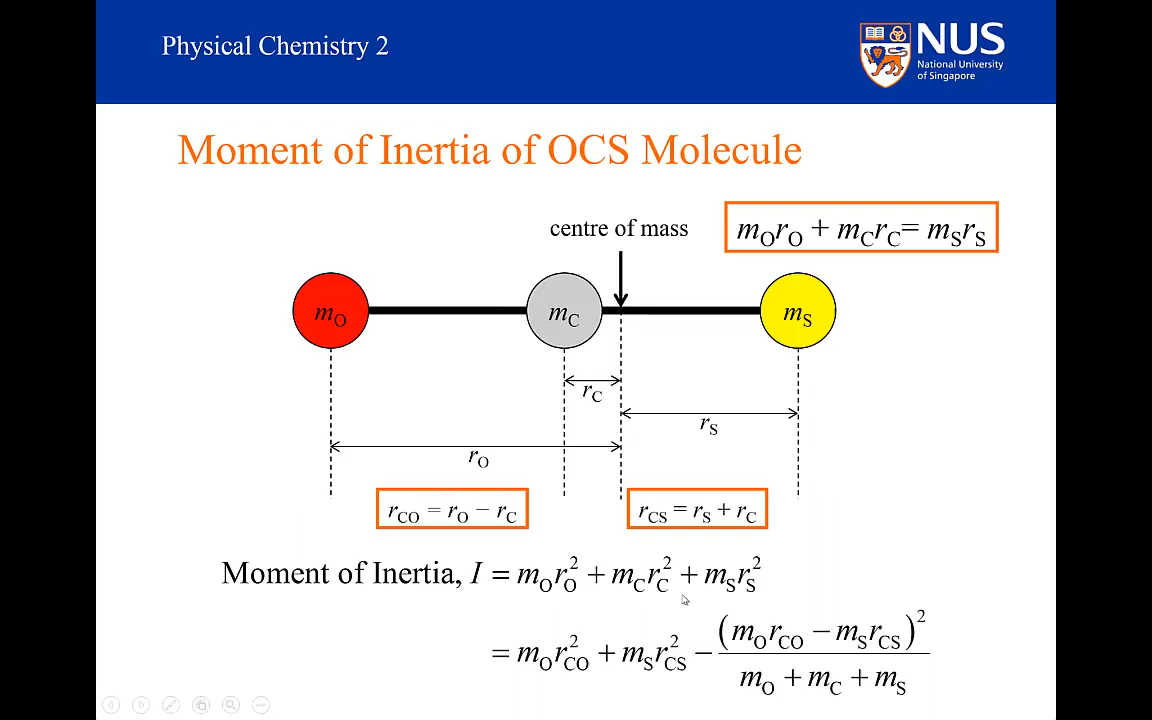 Physical Chemistry 2
NUS
National University
of Singapore
Moment of Inertia of OCS Molecule
centre of mass
m_O r_O + m_C r_C = m_S r_S
m_O
m_C
m_S
r_C
r_S
r_O
r_CO = r_O − r_C
r_CS = r_S + r_C
Moment of Inertia, I = m_O r_O^2 + m_C r_C^2 + m_S r_S^2
= m_O r_CO^2 + m_S r_CS^2 − (m_O r_CO − m_S r_CS)^2 / (m_O + m_C + m_S)